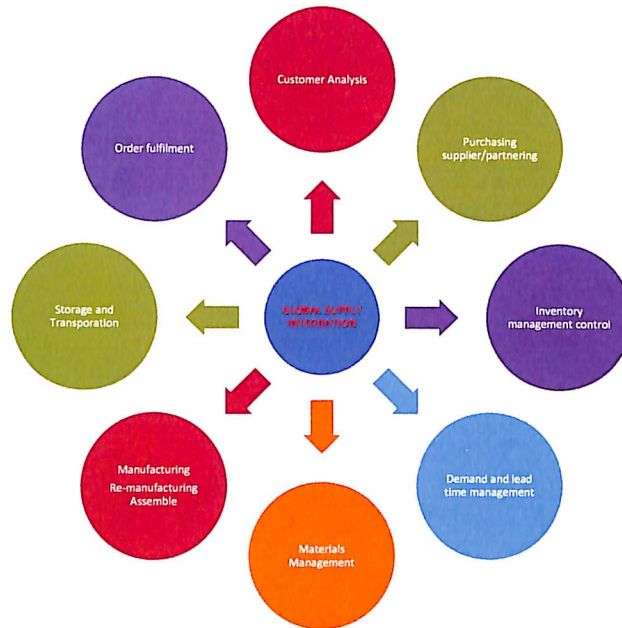 Customer Analysis
Purchasing
supplier/partnering
Inventory
management control
Demand and lead
time management
Materials
Management
Manufacturing
Re-manufacturing
Assemble
Storage and
Transporation
Order fulfilment
GLOBAL SUPPLY
INTEGRATION